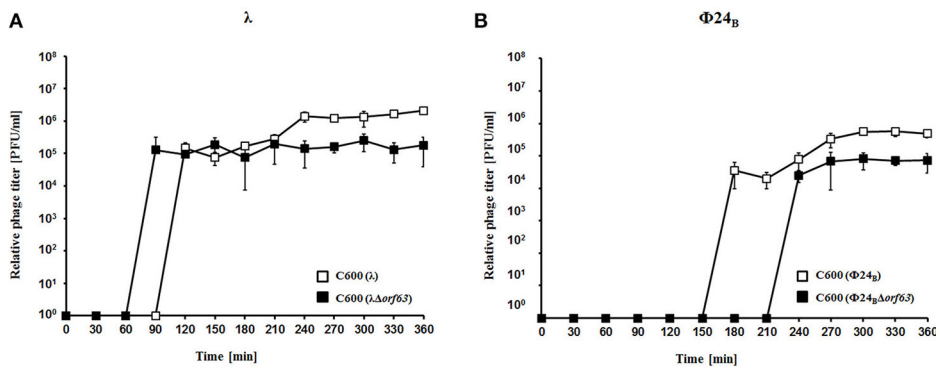 A
λ
Relative phage titer [PFU/ml]
10⁸
10⁷
10⁶
10⁵
10⁴
10³
10²
10¹
10⁰
C600 (λ)
C600 (λΔorf63)
0 30 60 90 120 150 180 210 240 270 300 330 360
Time [min]
B
Φ24B
Relative phage titer [PFU/ml]
10⁸
10⁷
10⁶
10⁵
10⁴
10³
10²
10¹
10⁰
C600 (Φ24B)
C600 (Φ24BΔorf63)
0 30 60 90 120 150 180 210 240 270 300 330 360
Time [min]